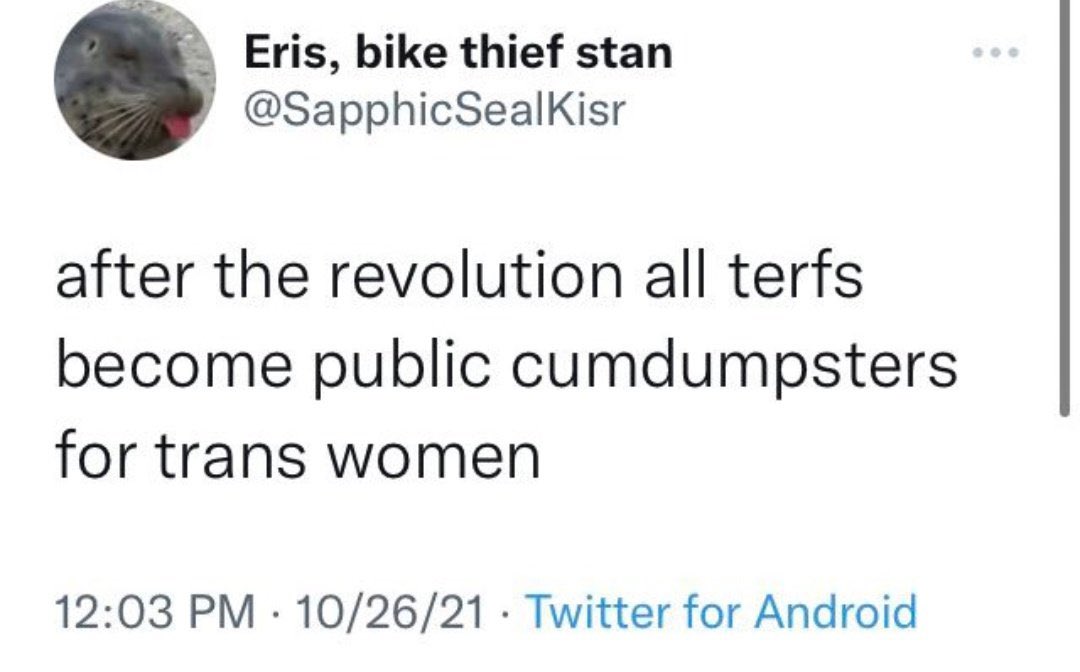 Eris, bike thief stan
@SapphicSealKisr
after the revolution all terfs
become public cumdumpsters
for trans women
12:03 PM · 10/26/21 · Twitter for Android